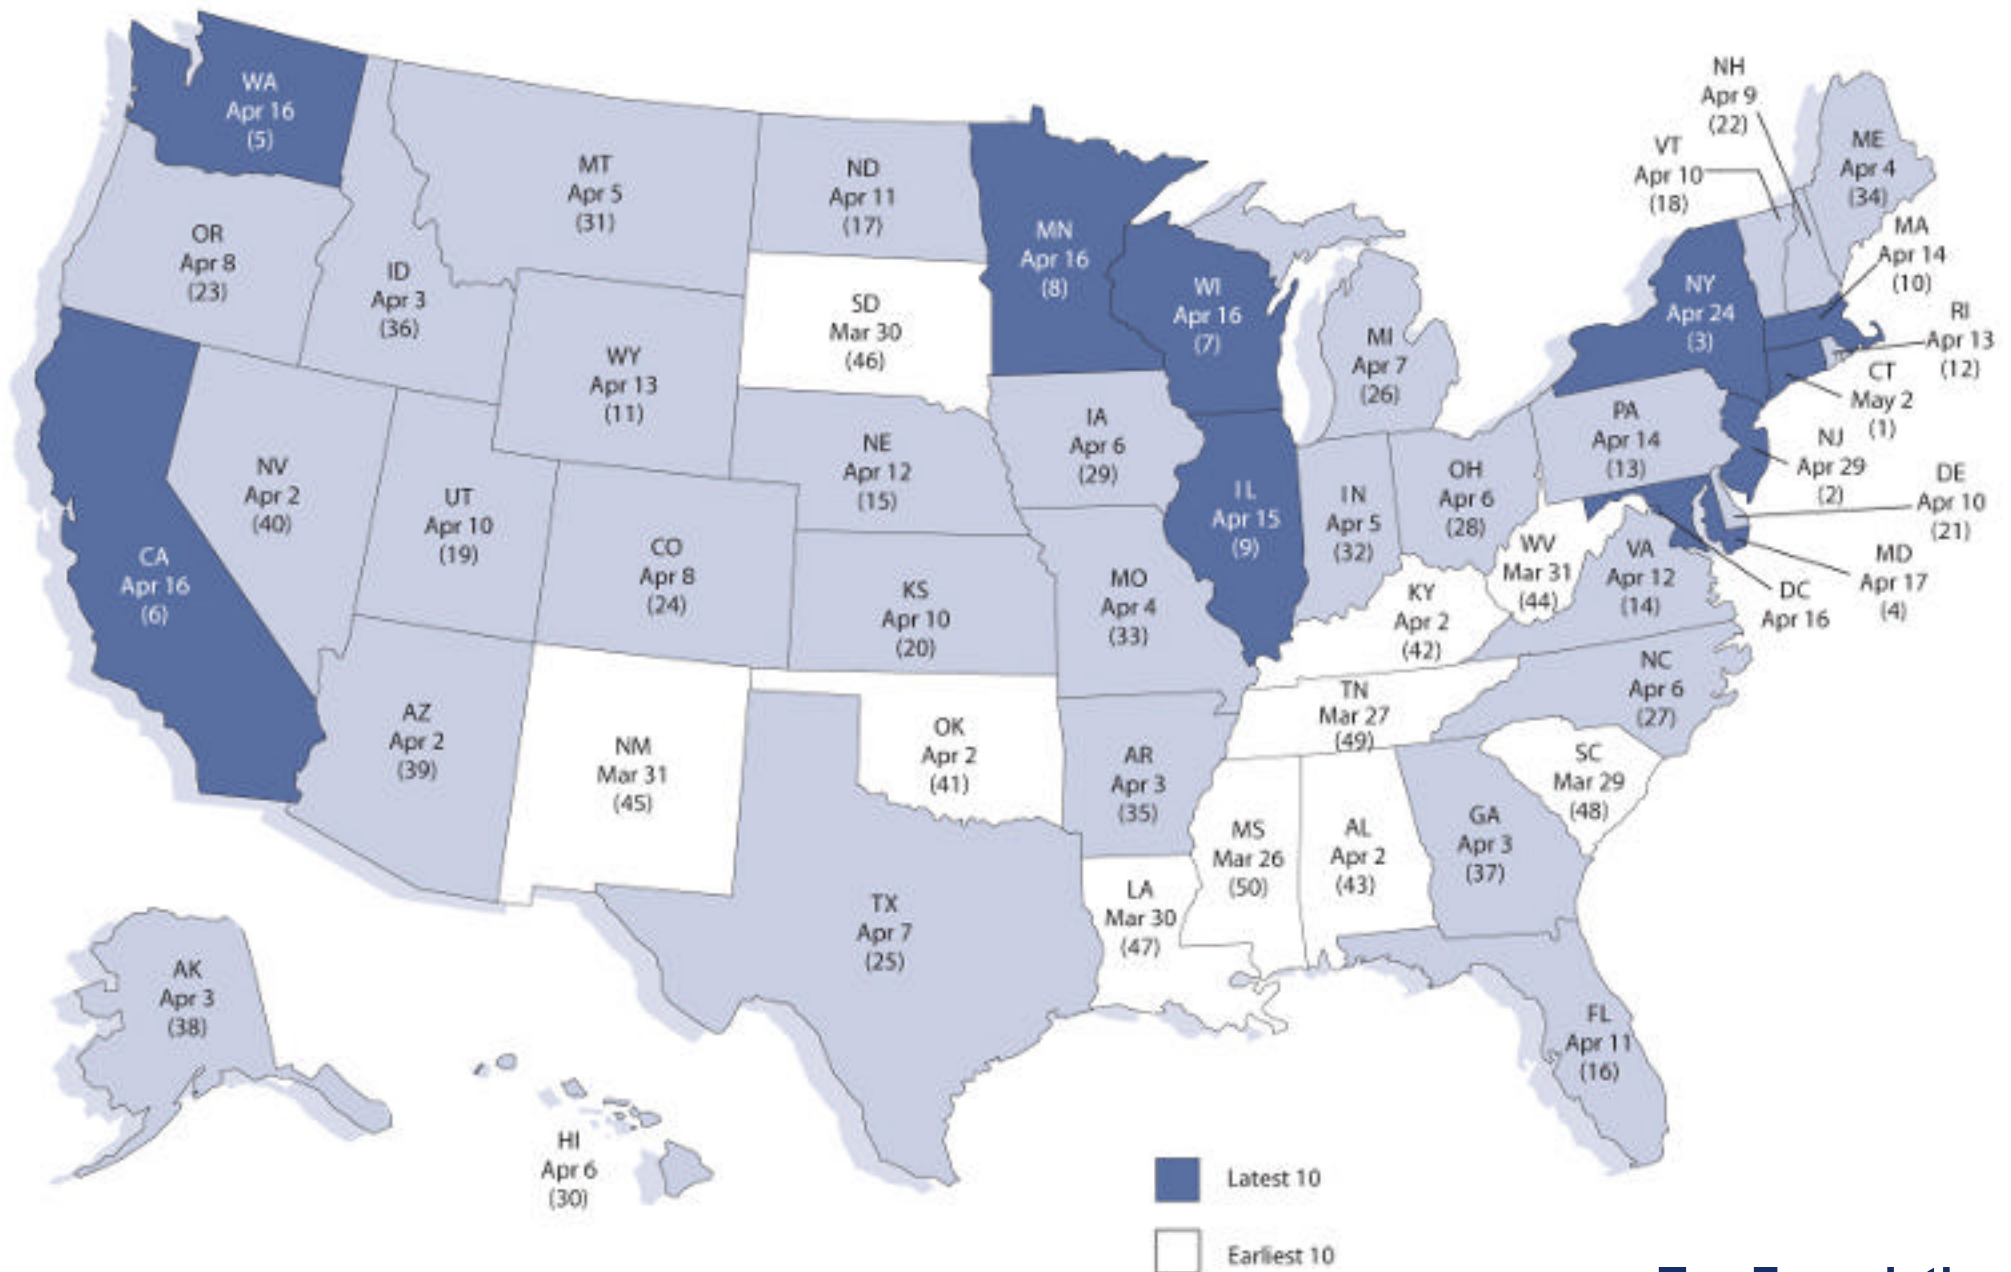 WA
Apr 16
(5)
OR
Apr 8
(23)
CA
Apr 16
(6)
ID
Apr 3
(36)
NV
Apr 2
(40)
MT
Apr 5
(31)
WY
Apr 13
(11)
UT
Apr 10
(19)
AZ
Apr 2
(39)
CO
Apr 8
(24)
NM
Mar 31
(45)
ND
Apr 11
(17)
SD
Mar 30
(46)
NE
Apr 12
(15)
KS
Apr 10
(20)
OK
Apr 2
(41)
TX
Apr 7
(25)
MN
Apr 16
(8)
IA
Apr 6
(29)
MO
Apr 4
(33)
AR
Apr 3
(35)
LA
Mar 30
(47)
WI
Apr 16
(7)
IL
Apr 15
(9)
MI
Apr 7
(26)
IN
Apr 5
(32)
OH
Apr 6
(28)
KY
Apr 2
(42)
TN
Mar 27
(49)
MS
Mar 26
(50)
AL
Apr 2
(43)
GA
Apr 3
(37)
FL
Apr 11
(16)
SC
Mar 29
(48)
NC
Apr 6
(27)
VA
Apr 12
(14)
WV
Mar 31
(44)
PA
Apr 14
(13)
NY
Apr 24
(3)
VT
Apr 10
(18)
NH
Apr 9
(22)
ME
Apr 4
(34)
MA
Apr 14
(10)
RI
Apr 13
(12)
CT
May 2
(1)
NJ
Apr 29
(2)
DE
Apr 10
(21)
MD
Apr 17
(4)
DC
Apr 16
AK
Apr 3
(38)
HI
Apr 6
(30)
Latest 10
Earliest 10